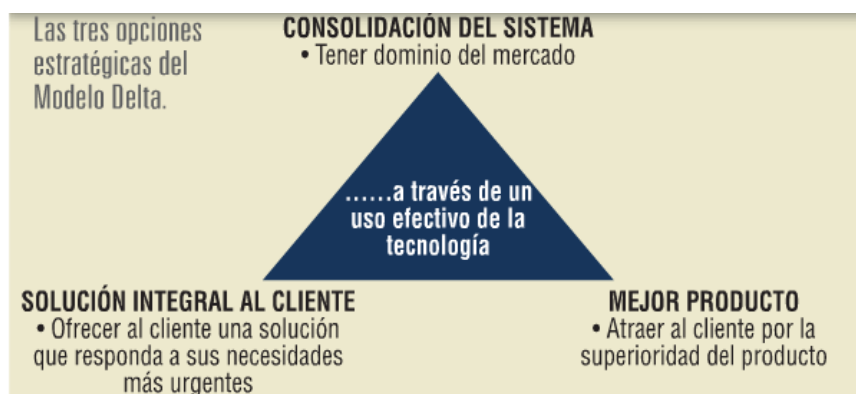 Las tres opciones
estratégicas del
Modelo Delta.
CONSOLIDACIÓN DEL SISTEMA
• Tener dominio del mercado
......a través de un
uso efectivo de la
tecnología
SOLUCIÓN INTEGRAL AL CLIENTE
• Ofrecer al cliente una solución
que responda a sus necesidades
más urgentes
MEJOR PRODUCTO
• Atraer al cliente por la
superioridad del producto